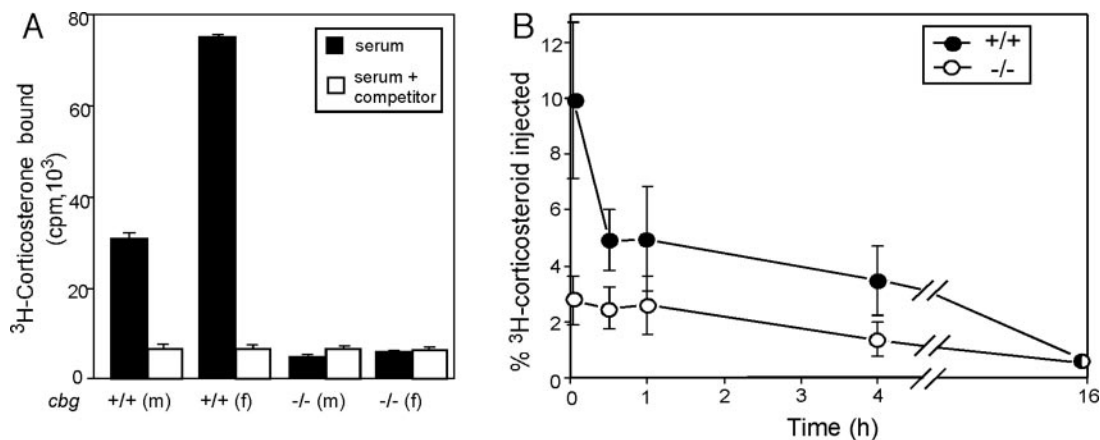 A
³H-Corticosterone bound
(cpm,10³)
80
60
40
20
0
serum
serum +
competitor
cbg +/+ (m) +/+ (f) -/- (m) -/- (f)
B
% ³H-corticosteroid injected
12
10
8
6
4
2
0
+/+
-/-
0 1 2 3 4 16
Time (h)